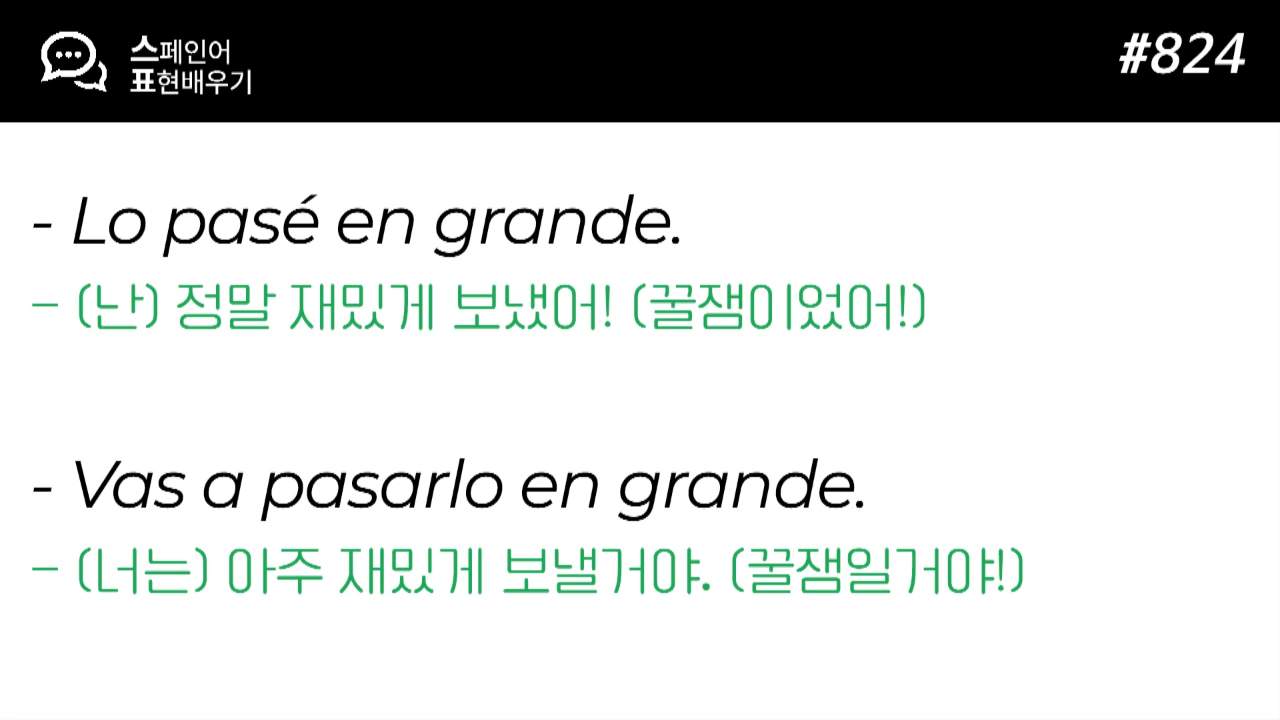 스페인어
표현배우기
#824
- Lo pasé en grande.
- (난) 정말 재밌게 보냈어! (꿀잼이었어!)
- Vas a pasarlo en grande.
- (너는) 아주 재밌게 보낼거야. (꿀잼일거야!)